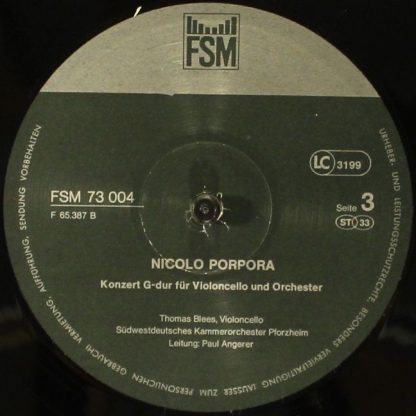 FSM
URHEBER- UND LEISTUNGSSCHUTZRECHTE, BESONDERS VERVIELFÄLTIGUNG (AUSSER ZUM PERSÖNLICHEN GEBRAUCH) VERMIETUNG, AUFFÜHRUNG, SENDUNG VORBEHALTEN
LC 3199
FSM 73 004
F 65.387 B
Seite 3
ST 33
NICOLO PORPORA
Konzert G-dur für Violoncello und Orchester
Thomas Blees, Violoncello
Südwestdeutsches Kammerorchester Pforzheim
Leitung: Paul Angerer